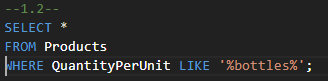 --1.2--
SELECT *
FROM Products
WHERE QuantityPerUnit LIKE '%bottles%';